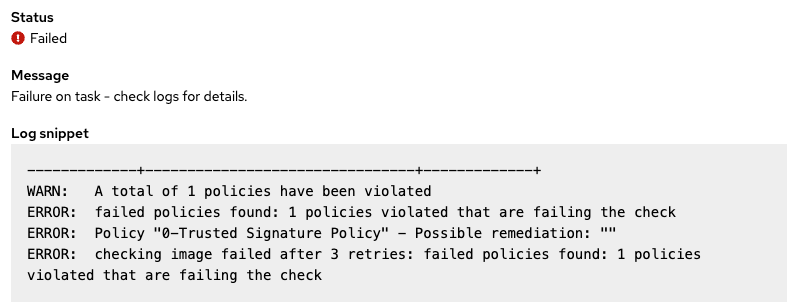 Status
Failed
Message
Failure on task - check logs for details.
Log snippet
-------------+--------------------------------+-------------+
WARN:   A total of 1 policies have been violated
ERROR:  failed policies found: 1 policies violated that are failing the check
ERROR:  Policy "0-Trusted Signature Policy" - Possible remediation: ""
ERROR:  checking image failed after 3 retries: failed policies found: 1 policies
violated that are failing the check